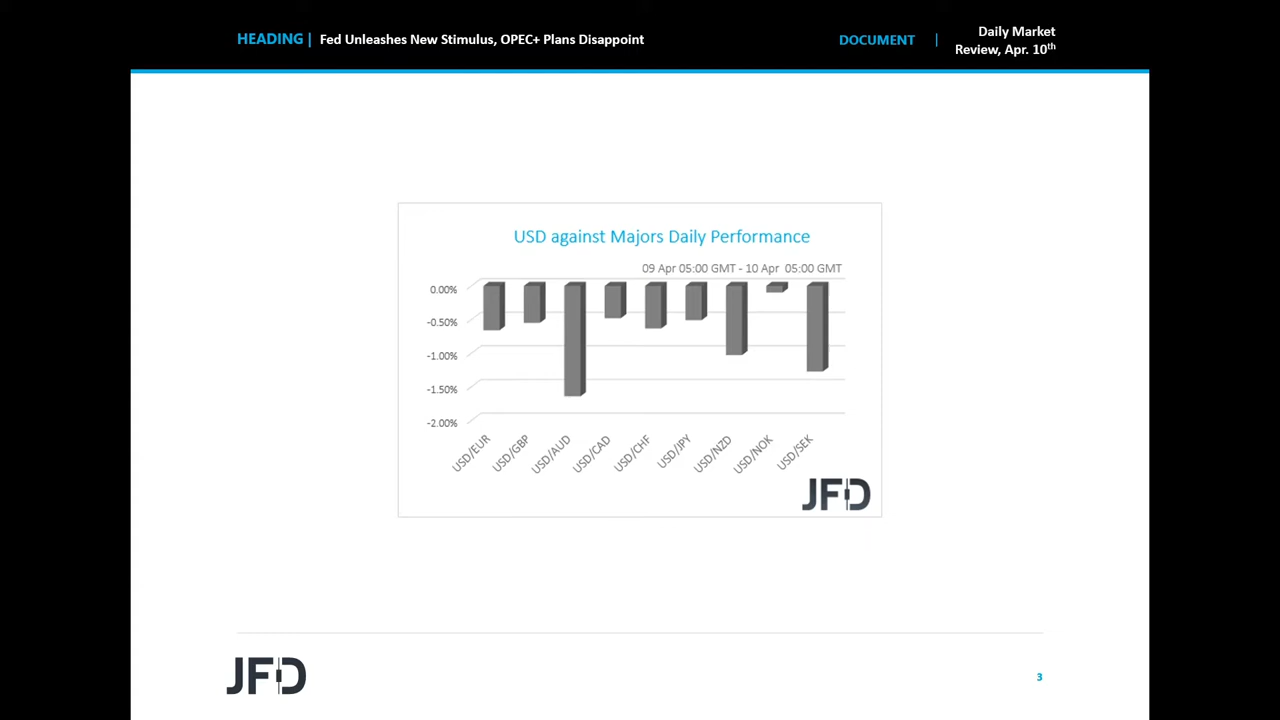 HEADING | Fed Unleashes New Stimulus, OPEC+ Plans Disappoint
DOCUMENT |
Daily Market
Review, Apr. 10th
USD against Majors Daily Performance
09 Apr 05:00 GMT - 10 Apr 05:00 GMT
0.00%
-0.50%
-1.00%
-1.50%
-2.00%
USD/EUR
USD/GBP
USD/AUD
USD/CAD
USD/CHF
USD/JPY
USD/NZD
USD/NOK
USD/SEK
JFD
JFD
3